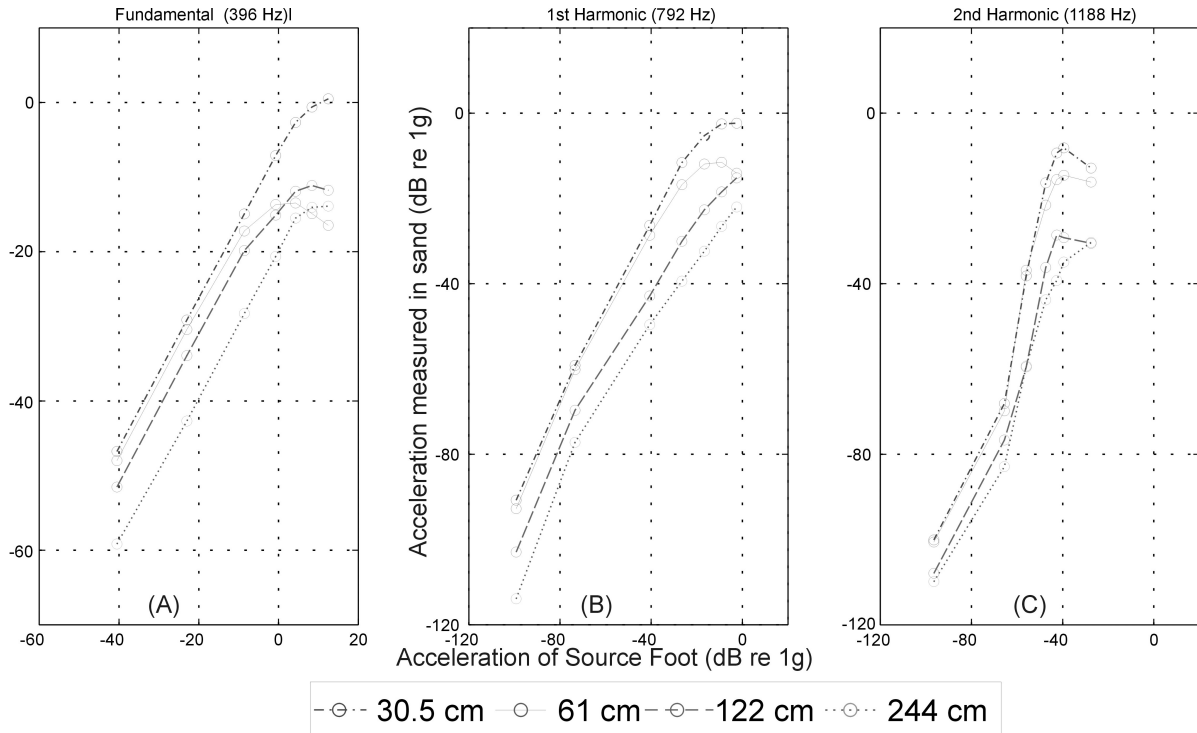 Fundamental (396 Hz)l
1st Harmonic (792 Hz)
2nd Harmonic (1188 Hz)
0
-20
-40
-60
-60 -40 -20 0 20
(A)
Acceleration measured in sand (dB re 1g)
0
-40
-80
-120
-120 -80 -40 0
(B)
0
-40
-80
-120
-120 -80 -40 0
(C)
Acceleration of Source Foot (dB re 1g)
30.5 cm 61 cm 122 cm 244 cm